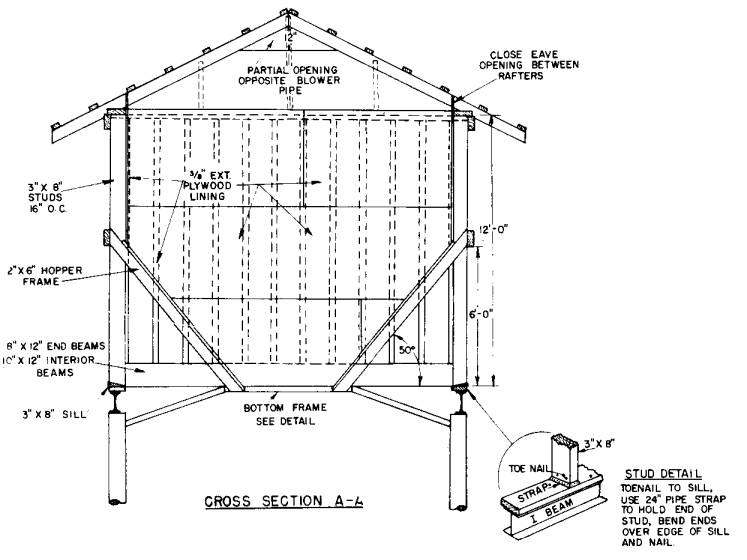 12"
PARTIAL OPENING
OPPOSITE BLOWER
PIPE
CLOSE EAVE
OPENING BETWEEN
RAFTERS
3/8" EXT.
PLYWOOD
LINING
3" X 8"
STUDS
16" O.C.
12'-0"
2" X 6" HOPPER
FRAME
6'-0"
50°
8" X 12" END BEAMS
10" X 12" INTERIOR
BEAMS
3" X 8" SILL
BOTTOM FRAME
SEE DETAIL
CROSS SECTION A-A
3" X 8"
TOE NAIL
STRAP
I BEAM
STUD DETAIL
TOENAIL TO SILL,
USE 24" PIPE STRAP
TO HOLD END OF
STUD, BEND ENDS
OVER EDGE OF SILL
AND NAIL.